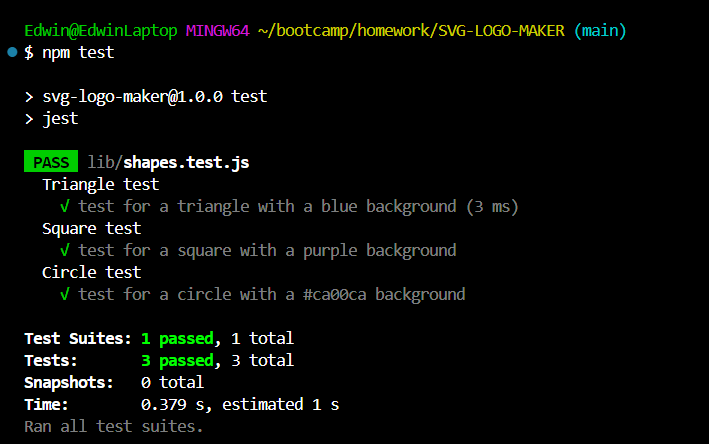 Edwin@EdwinLaptop MINGW64 ~/bootcamp/homework/SVG-LOGO-MAKER (main)
$ npm test
> svg-logo-maker@1.0.0 test
> jest
PASS lib/shapes.test.js
Triangle test
√ test for a triangle with a blue background (3 ms)
Square test
√ test for a square with a purple background
Circle test
√ test for a circle with a #ca00ca background
Test Suites: 1 passed, 1 total
Tests: 3 passed, 3 total
Snapshots: 0 total
Time: 0.379 s, estimated 1 s
Ran all test suites.